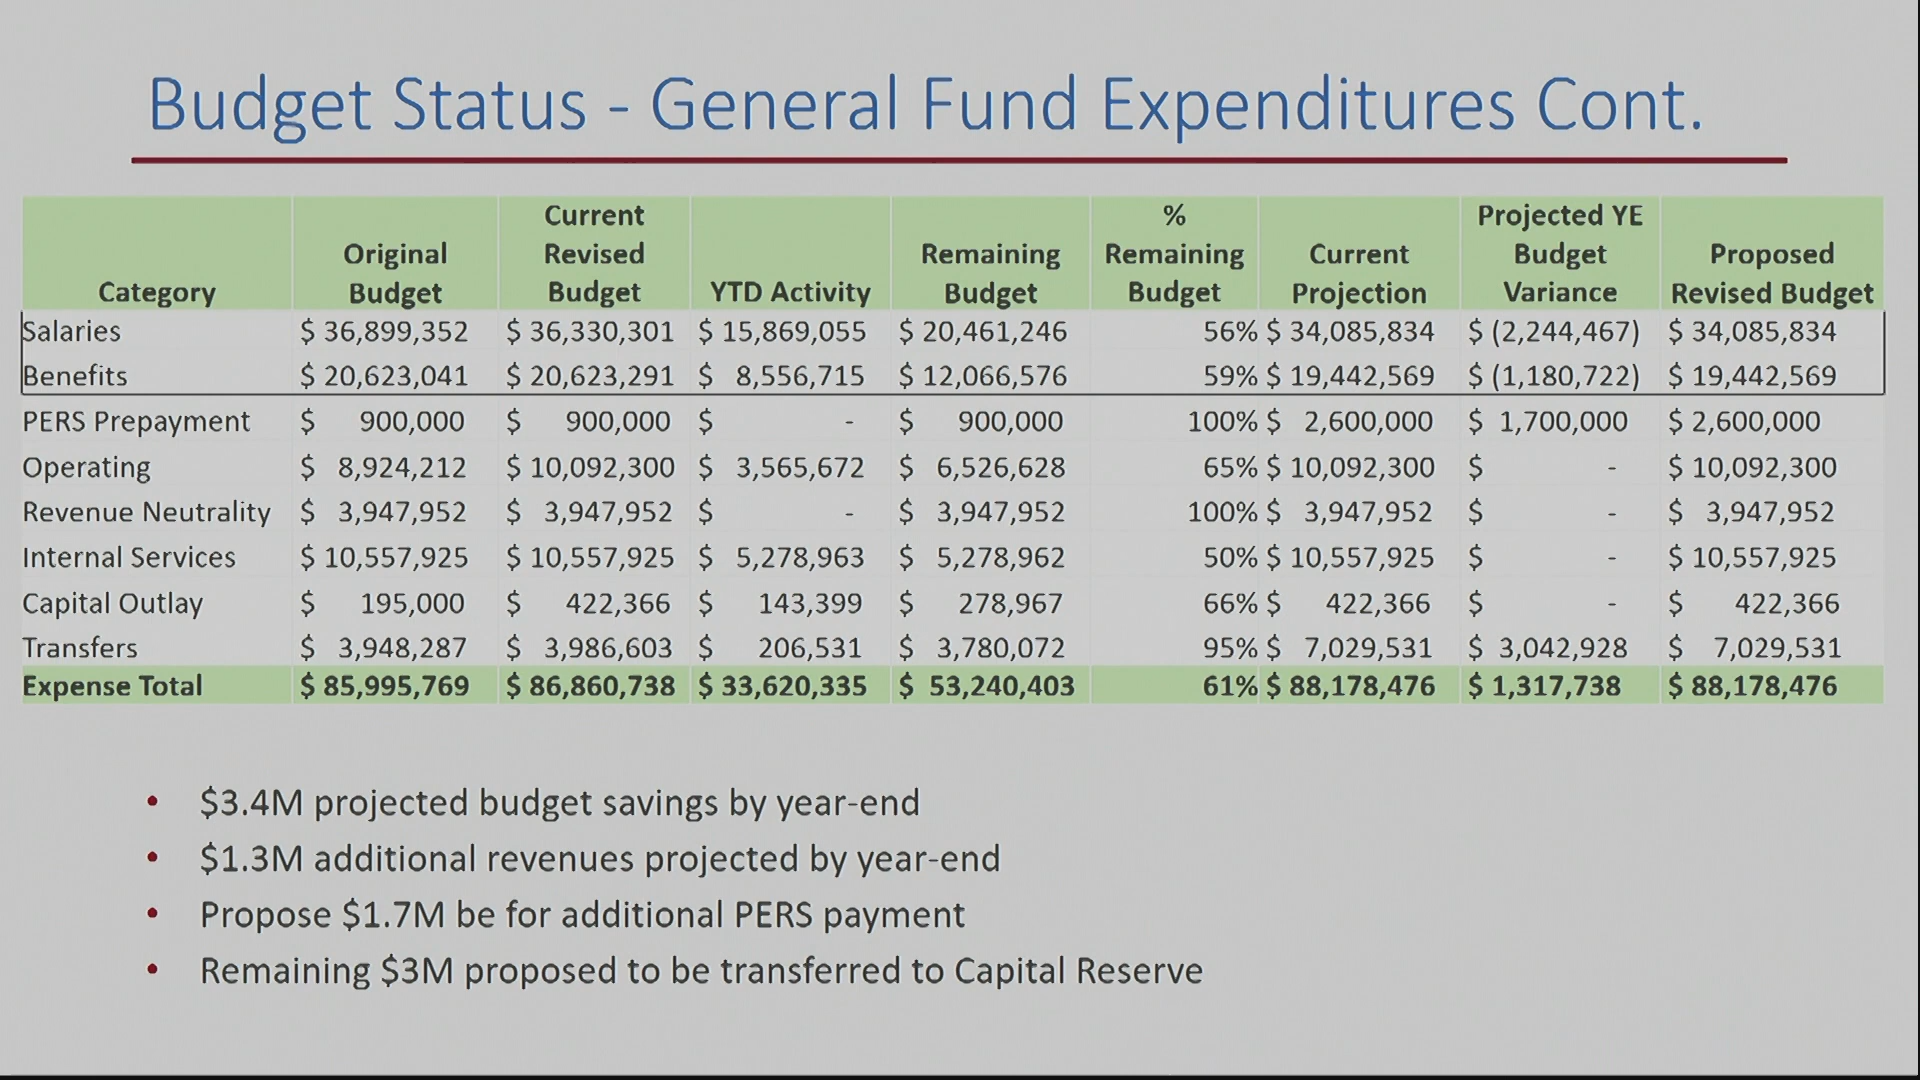 Budget Status - General Fund Expenditures Cont.
Category Original Budget Current Revised Budget YTD Activity Remaining Budget % Remaining Budget Current Projection Projected YE Budget Variance Proposed Revised Budget
Salaries $ 36,899,352 $ 36,330,301 $ 15,869,055 $ 20,461,246 56% $ 34,085,834 $ (2,244,467) $ 34,085,834
Benefits $ 20,623,041 $ 20,623,291 $ 8,556,715 $ 12,066,576 59% $ 19,442,569 $ (1,180,722) $ 19,442,569
PERS Prepayment $ 900,000 $ 900,000 $ - $ 900,000 100% $ 2,600,000 $ 1,700,000 $ 2,600,000
Operating $ 8,924,212 $ 10,092,300 $ 3,565,672 $ 6,526,628 65% $ 10,092,300 $ - $ 10,092,300
Revenue Neutrality $ 3,947,952 $ 3,947,952 $ - $ 3,947,952 100% $ 3,947,952 $ - $ 3,947,952
Internal Services $ 10,557,925 $ 10,557,925 $ 5,278,963 $ 5,278,962 50% $ 10,557,925 $ - $ 10,557,925
Capital Outlay $ 195,000 $ 422,366 $ 143,399 $ 278,967 66% $ 422,366 $ - $ 422,366
Transfers $ 3,948,287 $ 3,986,603 $ 206,531 $ 3,780,072 95% $ 7,029,531 $ 3,042,928 $ 7,029,531
Expense Total $ 85,995,769 $ 86,860,738 $ 33,620,335 $ 53,240,403 61% $ 88,178,476 $ 1,317,738 $ 88,178,476
• $3.4M projected budget savings by year-end
• $1.3M additional revenues projected by year-end
• Propose $1.7M be for additional PERS payment
• Remaining $3M proposed to be transferred to Capital Reserve